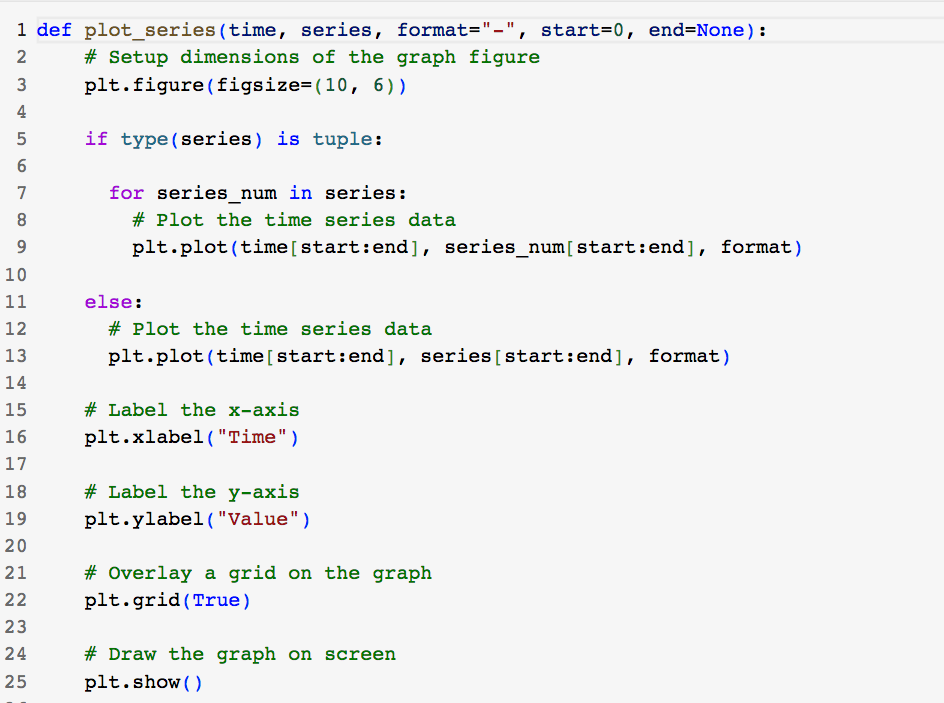 1 def plot_series(time, series, format="-", start=0, end=None):
2     # Setup dimensions of the graph figure
3     plt.figure(figsize=(10, 6))
4
5     if type(series) is tuple:
6
7       for series_num in series:
8         # Plot the time series data
9         plt.plot(time[start:end], series_num[start:end], format)
10
11     else:
12       # Plot the time series data
13       plt.plot(time[start:end], series[start:end], format)
14
15     # Label the x-axis
16     plt.xlabel("Time")
17
18     # Label the y-axis
19     plt.ylabel("Value")
20
21     # Overlay a grid on the graph
22     plt.grid(True)
23
24     # Draw the graph on screen
25     plt.show()